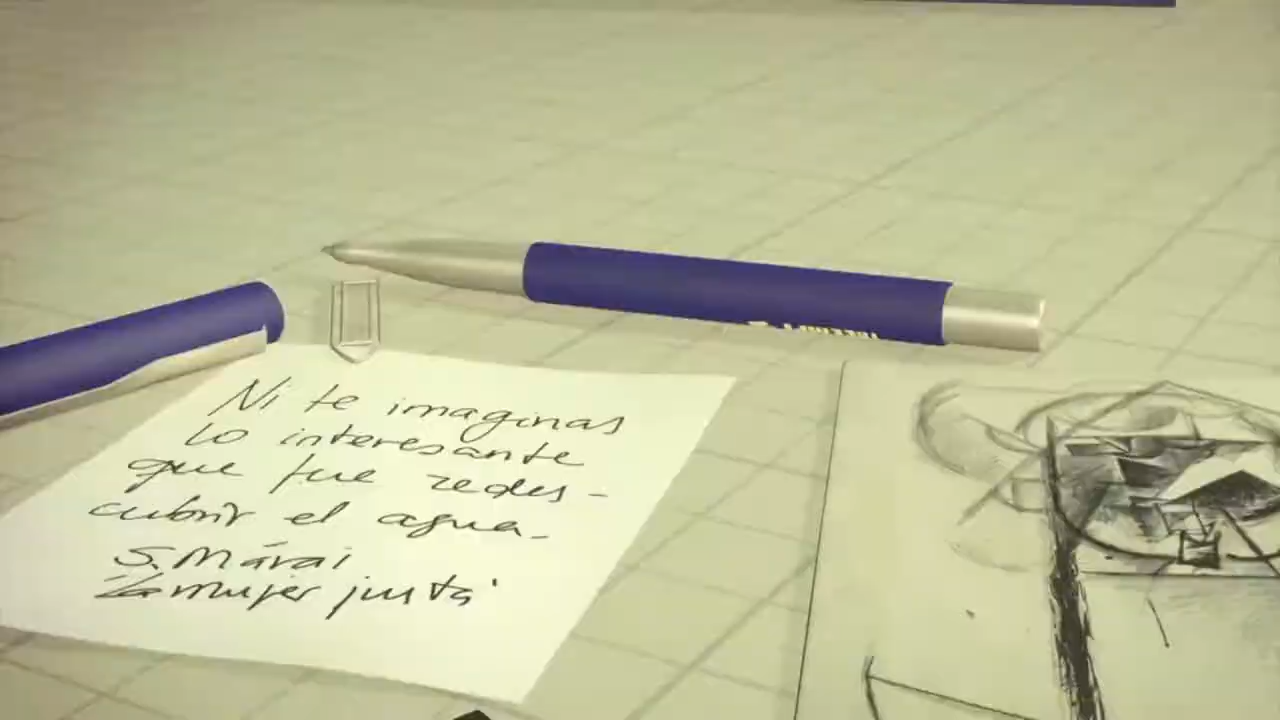 Ni te imaginas
lo interesante
que fue redes-
cubrir el agua.
S. Márai
"La mujer justa"